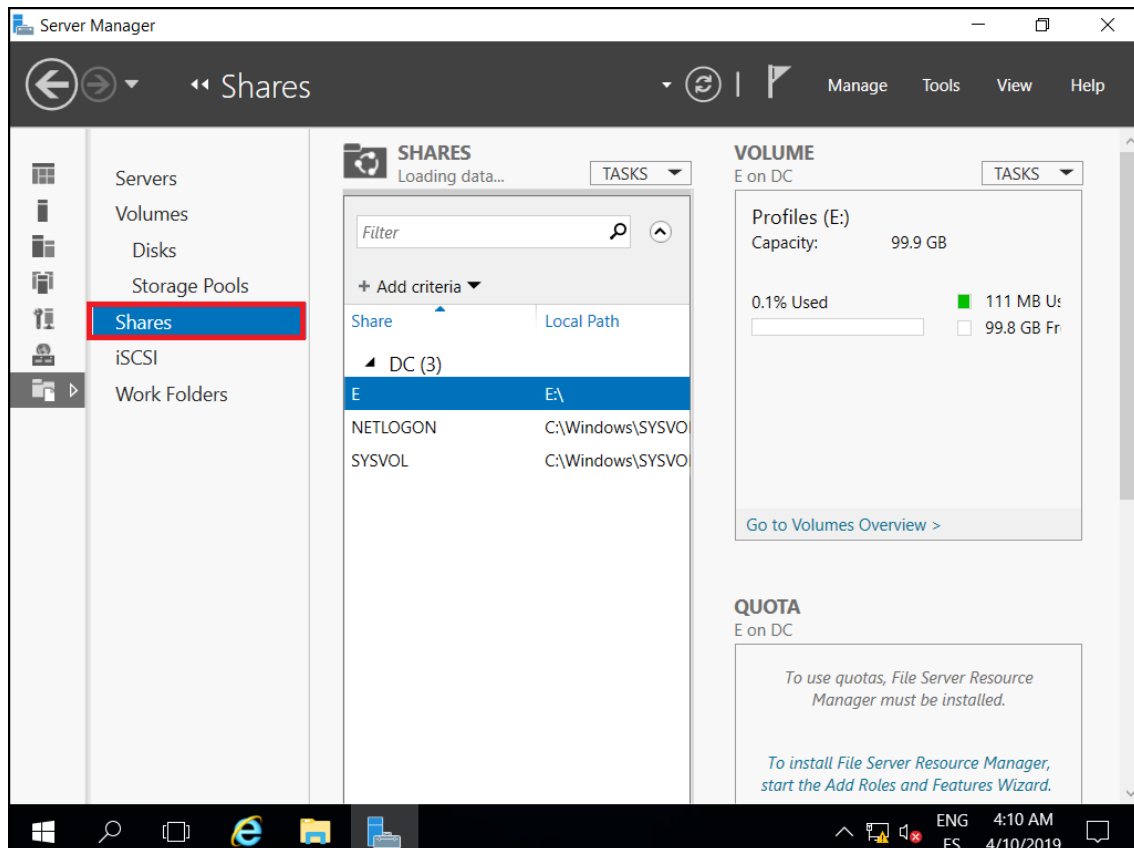 Server Manager
Shares
Manage Tools View Help
Servers
Volumes
Disks
Storage Pools
Shares
iSCSI
Work Folders
SHARES
Loading data...
TASKS
Filter
+ Add criteria
Share Local Path
DC (3)
E E:\
NETLOGON C:\Windows\SYSVO
SYSVOL C:\Windows\SYSVO
VOLUME
E on DC
TASKS
Profiles (E:)
Capacity: 99.9 GB
0.1% Used
111 MB Us
99.8 GB Fr
Go to Volumes Overview >
QUOTA
E on DC
To use quotas, File Server Resource
Manager must be installed.
To install File Server Resource Manager,
start the Add Roles and Features Wizard.
ENG 4:10 AM
ES 4/10/2019